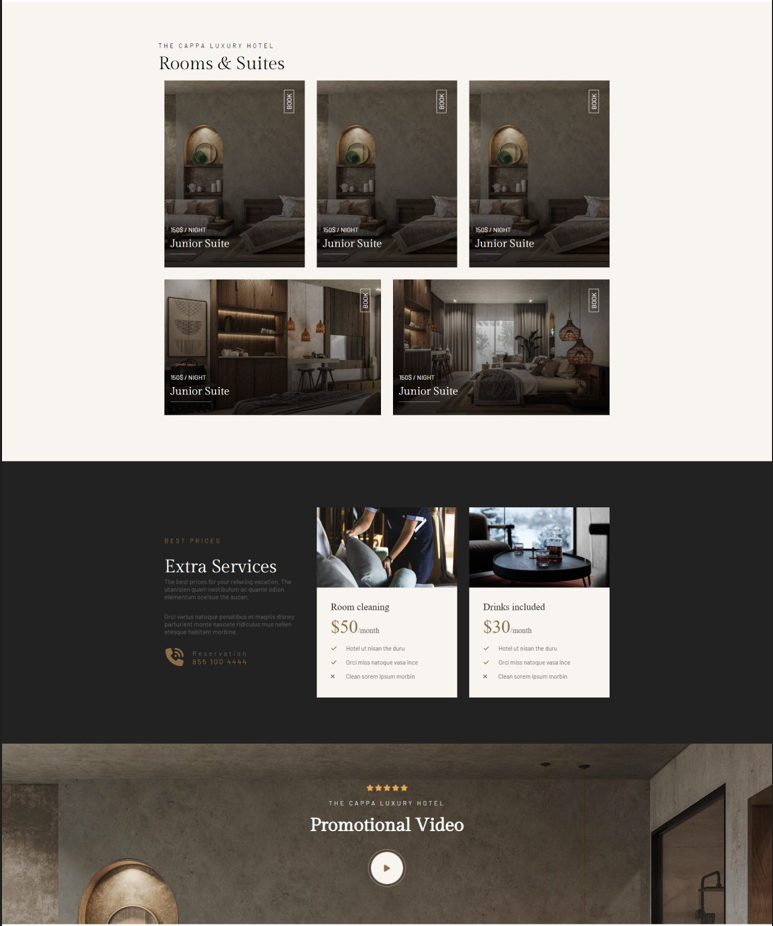 THE CAPPA LUXURY HOTEL
Rooms & Suites
BOOK
150$ / NIGHT
Junior Suite
BOOK
150$ / NIGHT
Junior Suite
BOOK
150$ / NIGHT
Junior Suite
BOOK
150$ / NIGHT
Junior Suite
BOOK
150$ / NIGHT
Junior Suite
BEST PRICES
Extra Services
The best prices for your relaxing vacation. The
utanislen quam nestibulum ac quame odion
elementum sceisue the aucan.
Orci varius natoque penatibus et magnis disney
parturient monte nascete ridiculus mus nellen
etesque habitant morbine.
Reservation
855 100 4444
Room cleaning
$50/month
Hotel ut nisan the duru
Orci miss natoque vasa ince
Clean sorem ipsum morbin
Drinks included
$30/month
Hotel ut nisan the duru
Orci miss natoque vasa ince
Clean sorem ipsum morbin
THE CAPPA LUXURY HOTEL
Promotional Video